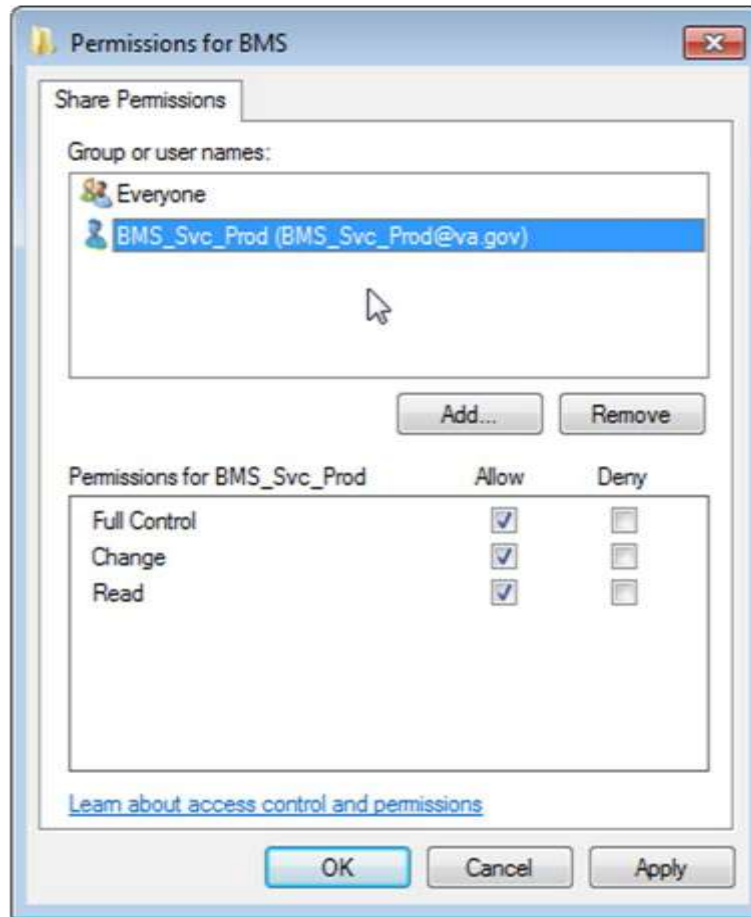 Permissions for BMS
Share Permissions
Group or user names:
Everyone
BMS_Svc_Prod (BMS_Svc_Prod@va.gov)
Add... Remove
Permissions for BMS_Svc_Prod Allow Deny
Full Control
Change
Read
Learn about access control and permissions
OK Cancel Apply